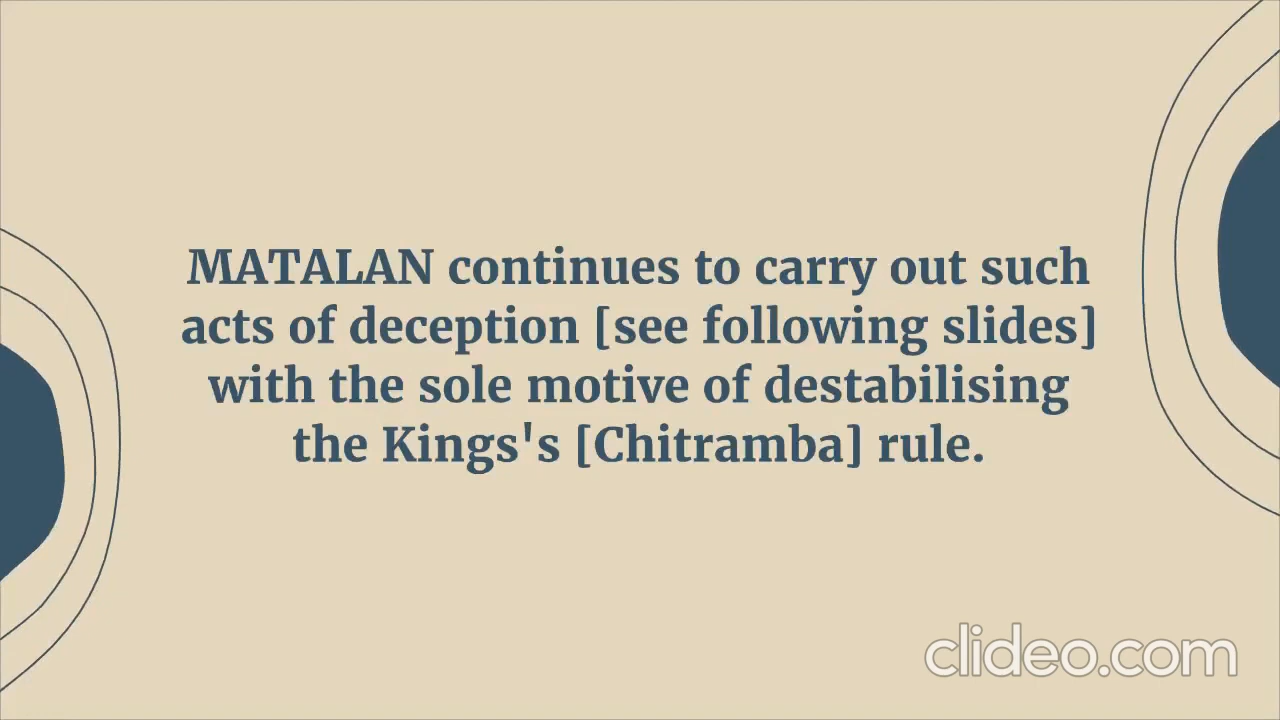 MATALAN continues to carry out such
acts of deception [see following slides]
with the sole motive of destabilising
the Kings's [Chitramba] rule.
clideo.com